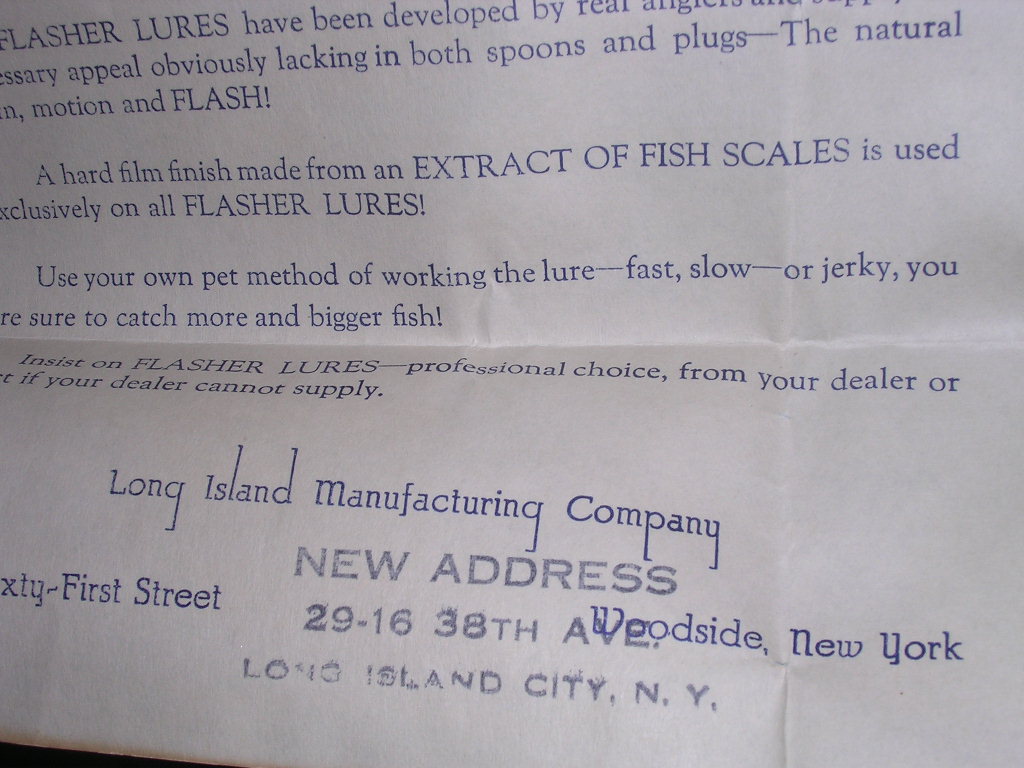 FLASHER LURES have been developed by real anglers and
essary appeal obviously lacking in both spoons and plugs—The natural
n, motion and FLASH!
A hard film finish made from an EXTRACT OF FISH SCALES is used
xclusively on all FLASHER LURES!
Use your own pet method of working the lure—fast, slow—or jerky, you
re sure to catch more and bigger fish!
Insist on FLASHER LURES—professional choice, from your dealer or
t if your dealer cannot supply.
Long Island Manufacturing Company
NEW ADDRESS
xty-First Street
29-16 38TH AVE.
Woodside, New York
LONG ISLAND CITY, N. Y.